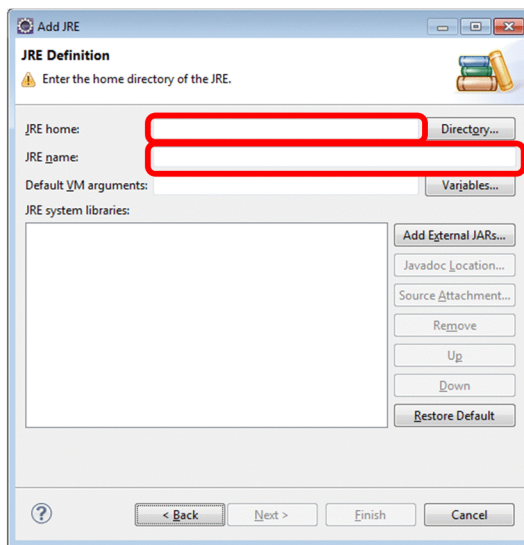 Add JRE
JRE Definition
Enter the home directory of the JRE.
JRE home:
Directory...
JRE name:
Default VM arguments:
Variables...
JRE system libraries:
Add External JARs...
Javadoc Location...
Source Attachment...
Remove
Up
Down
Restore Default
?
< Back
Next >
Finish
Cancel